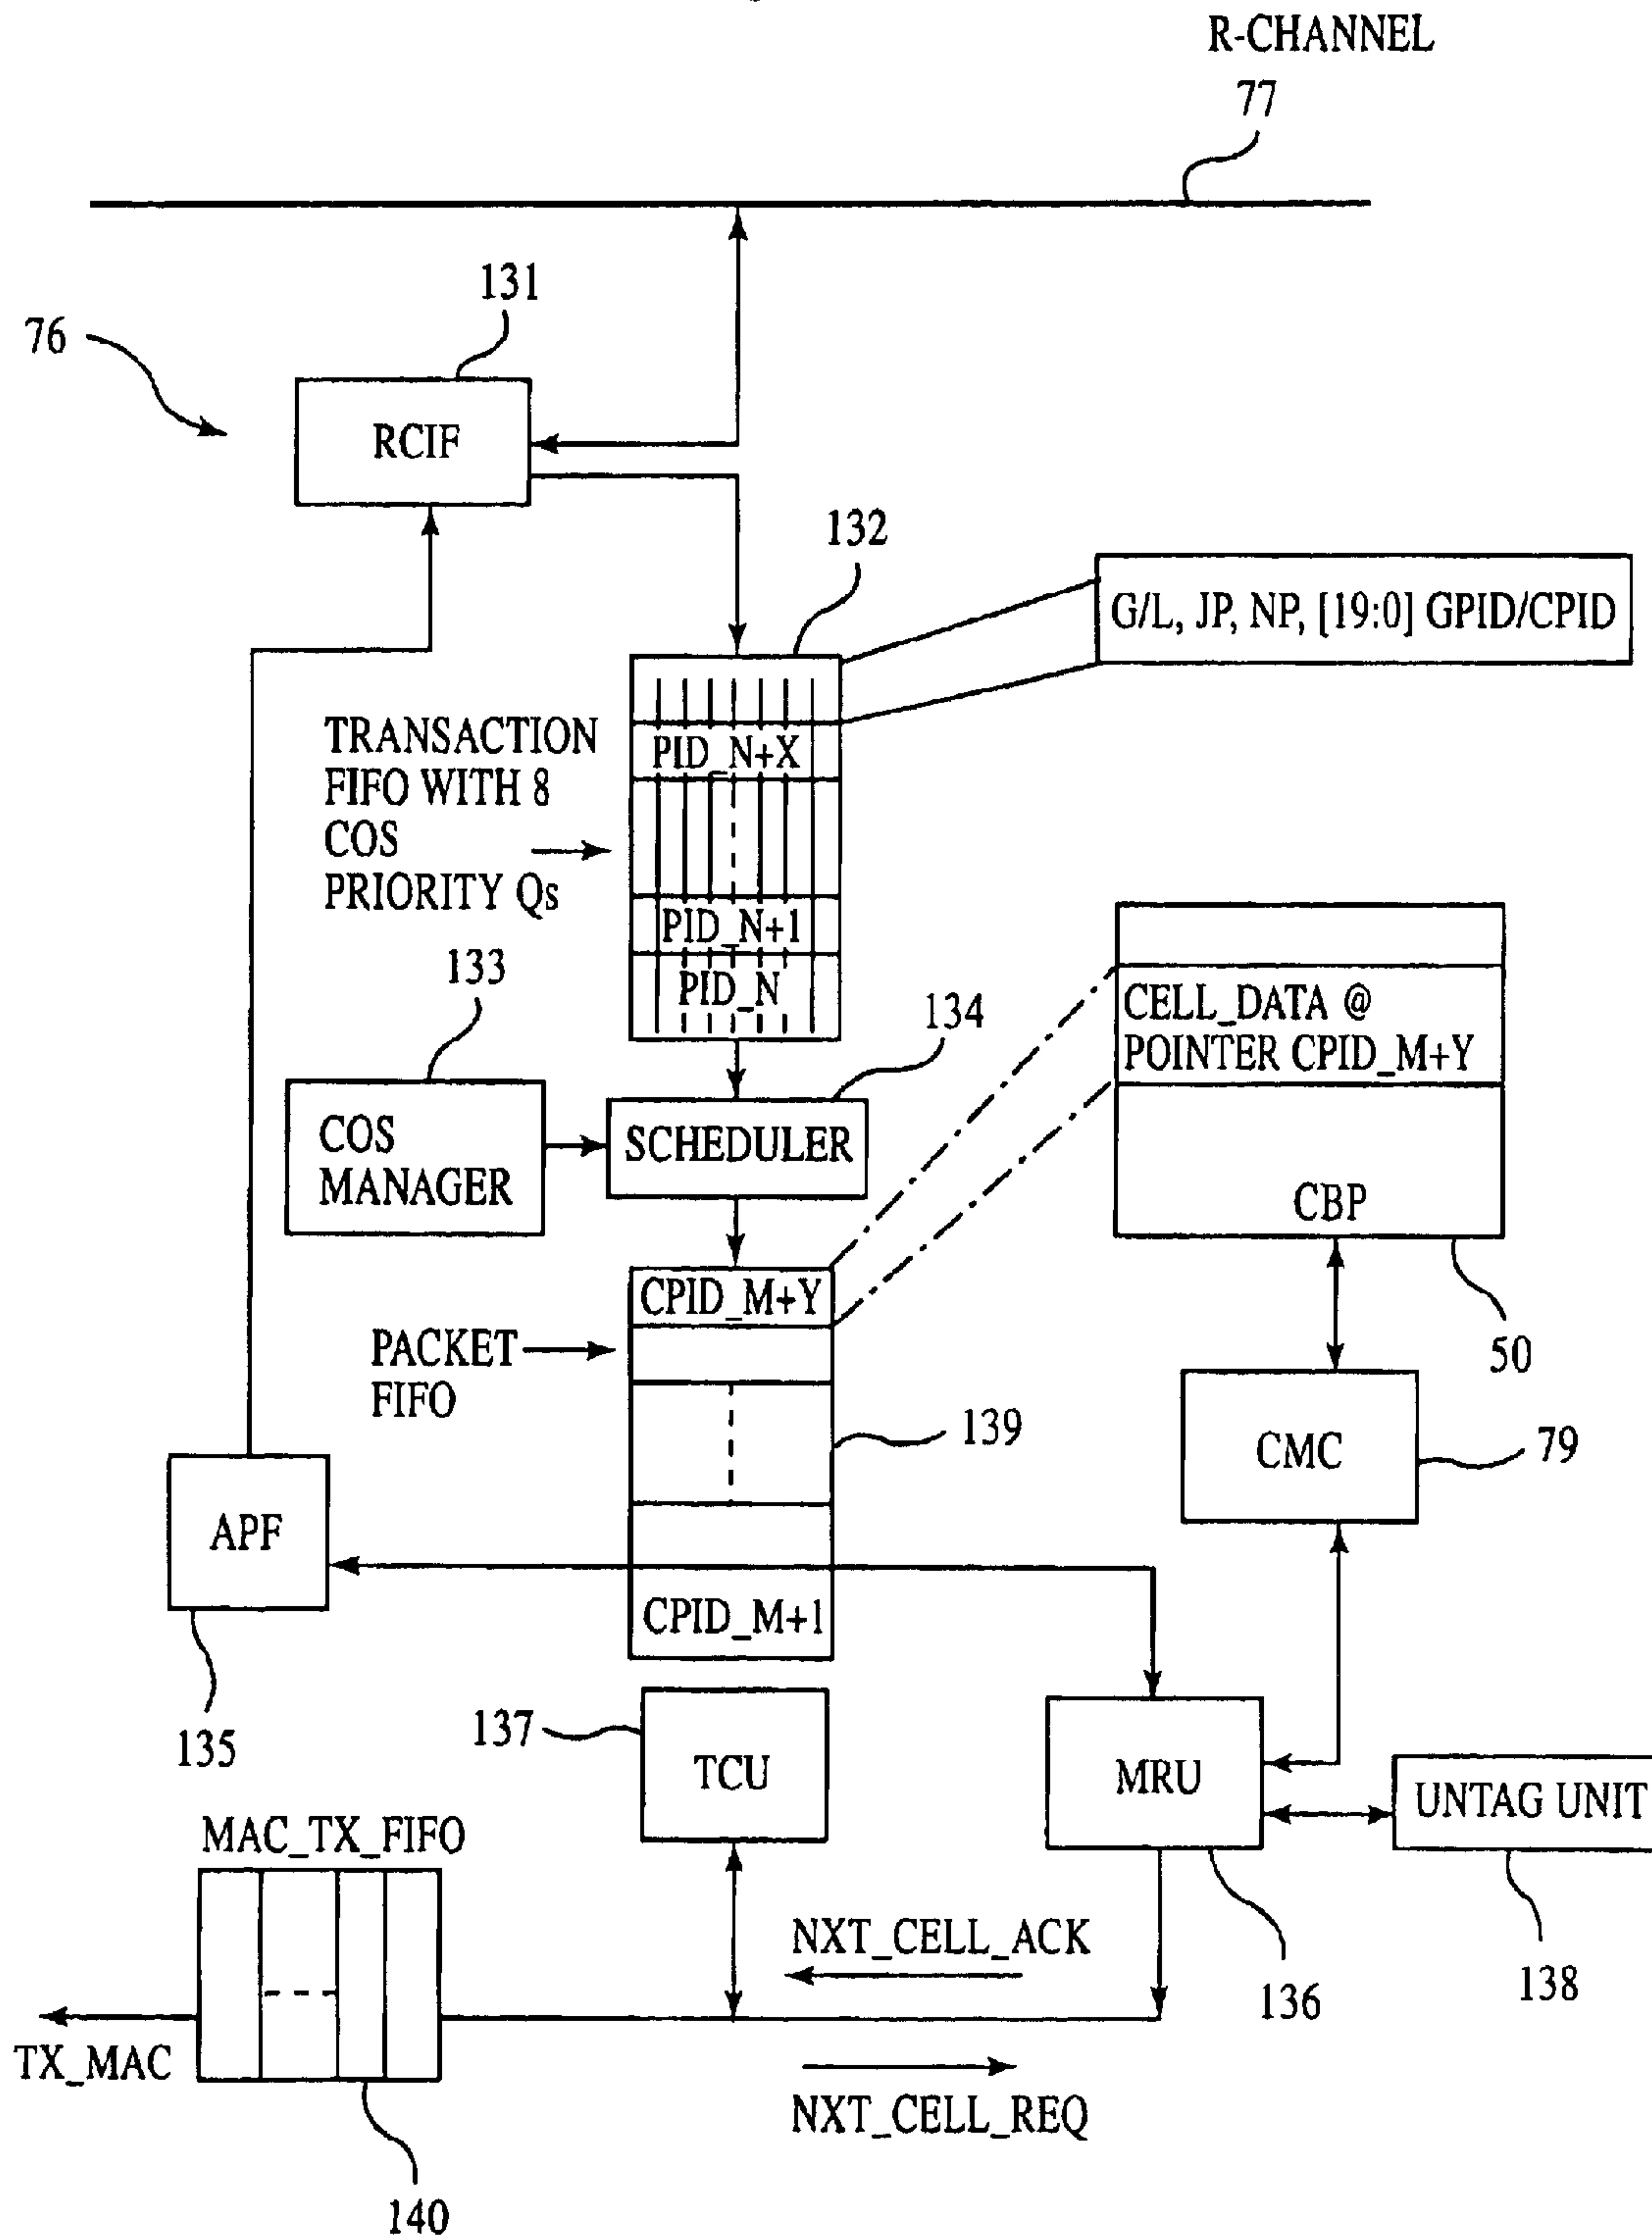 R-CHANNEL
77
131
76
RCIF
132
G/L, JP, NP, [19:0] GPID/CPID
TRANSACTION
FIFO WITH 8
COS
PRIORITY Qs
PID_N+X
PID_N+1
PID_N
133
134
CELL_DATA @
POINTER CPID_M+Y
COS
MANAGER
SCHEDULER
CBP
CPID_M+Y
50
PACKET
FIFO
139
CMC
79
APF
CPID_M+1
135
137
TCU
MRU
UNTAG UNIT
MAC_TX_FIFO
NXT_CELL_ACK
136
138
TX_MAC
NXT_CELL_REQ
140